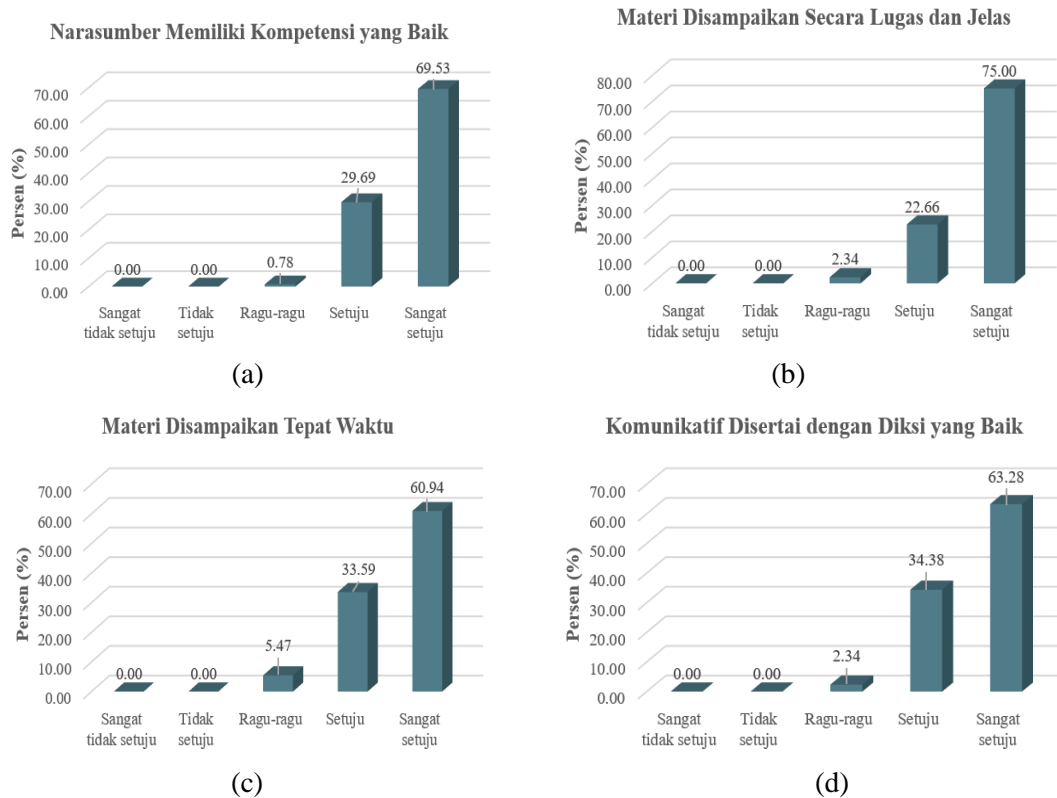 Narasumber Memiliki Kompetensi yang Baik
Persen (%)
70.00
60.00
50.00
40.00
30.00
20.00
10.00
0.00
0.00
0.00
0.78
29.69
69.53
Sangat
tidak setuju
Tidak
setuju
Ragu-ragu
Setuju
Sangat
setuju
(a)
Materi Disampaikan Secara Lugas dan Jelas
Persen (%)
80.00
70.00
60.00
50.00
40.00
30.00
20.00
10.00
0.00
0.00
0.00
2.34
22.66
75.00
Sangat
tidak setuju
Tidak
setuju
Ragu-ragu
Setuju
Sangat
setuju
(b)
Materi Disampaikan Tepat Waktu
Persen (%)
70.00
60.00
50.00
40.00
30.00
20.00
10.00
0.00
0.00
0.00
5.47
33.59
60.94
Sangat
tidak setuju
Tidak
setuju
Ragu-ragu
Setuju
Sangat
setuju
(c)
Komunikatif Disertai dengan Diksi yang Baik
Persen (%)
70.00
60.00
50.00
40.00
30.00
20.00
10.00
0.00
0.00
0.00
2.34
34.38
63.28
Sangat
tidak setuju
Tidak
setuju
Ragu-ragu
Setuju
Sangat
setuju
(d)